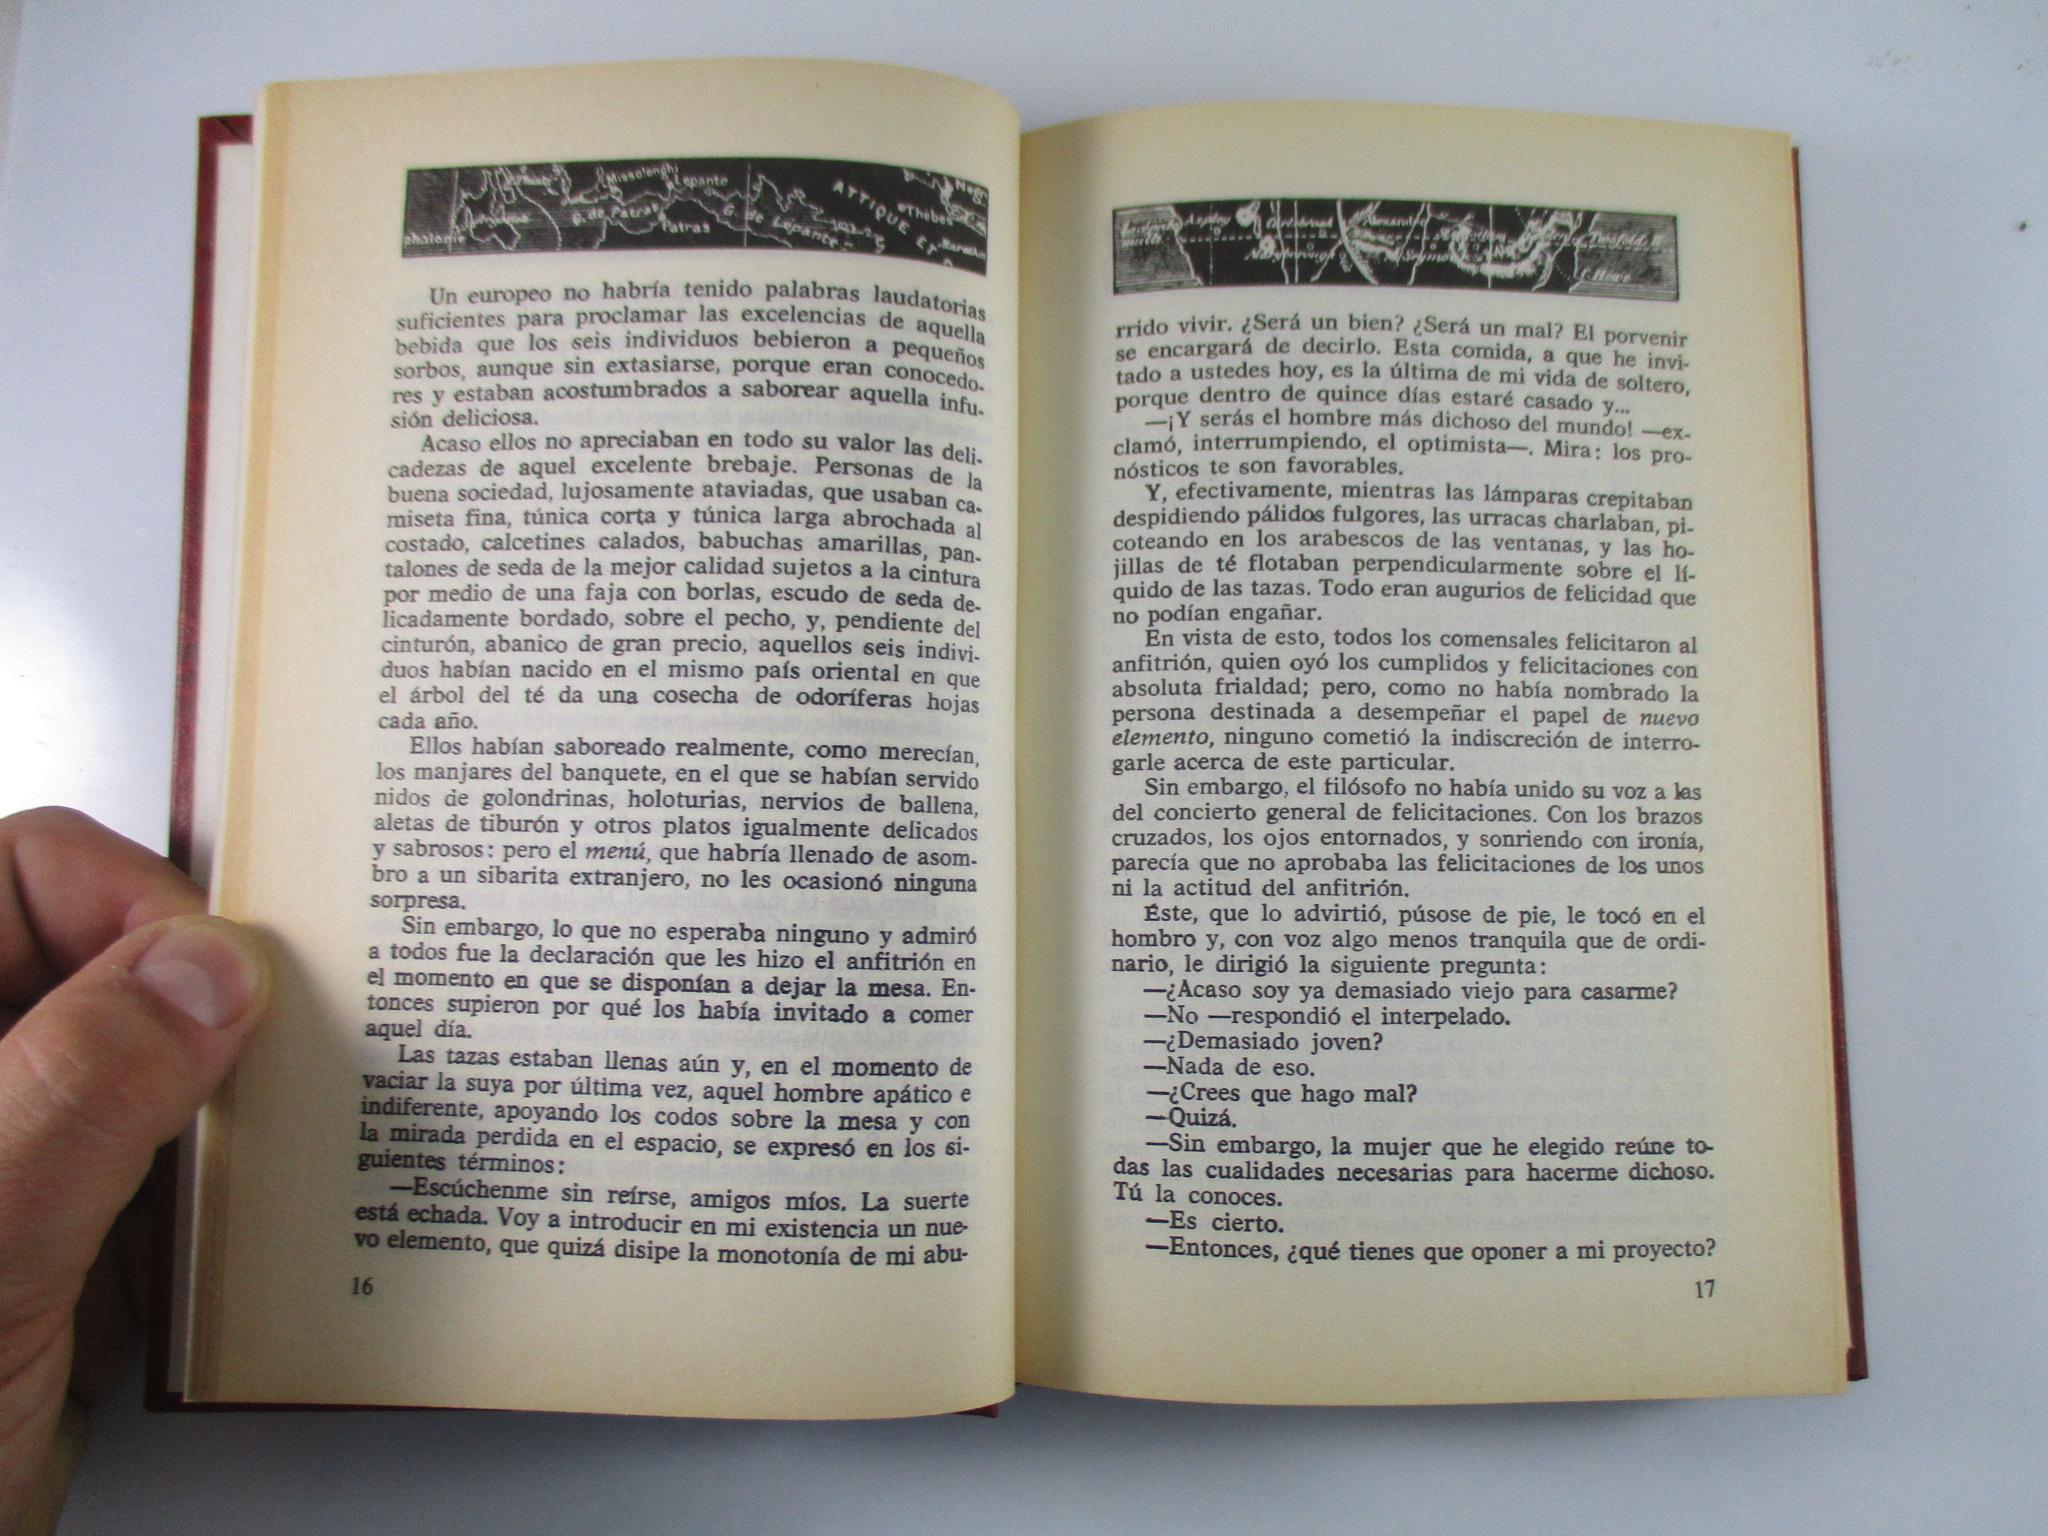 Missolonghi
Lepante
ATTIQUE ET
Thèbes
Negr
G. de Patras
Patras
G. de Lepante
phalonie
Marathon
Un europeo no habría tenido palabras laudatorias
suficientes para proclamar las excelencias de aquella
bebida que los seis individuos bebieron a pequeños
sorbos, aunque sin extasiarse, porque eran conocedo-
res y estaban acostumbrados a saborear aquella infu-
sión deliciosa.
Acaso ellos no apreciaban en todo su valor las deli-
cadezas de aquel excelente brebaje. Personas de la
buena sociedad, lujosamente ataviadas, que usaban ca-
miseta fina, túnica corta y túnica larga abrochada al
costado, calcetines calados, babuchas amarillas, pan-
talones de seda de la mejor calidad sujetos a la cintura
por medio de una faja con borlas, escudo de seda de-
licadamente bordado, sobre el pecho, y, pendiente del
cinturón, abanico de gran precio, aquellos seis indivi-
duos habían nacido en el mismo país oriental en que
el árbol del té da una cosecha de odoríferas hojas
cada año.
Ellos habían saboreado realmente, como merecían,
los manjares del banquete, en el que se habían servido
nidos de golondrinas, holoturias, nervios de ballena,
aletas de tiburón y otros platos igualmente delicados
y sabrosos: pero el menú, que habría llenado de asom-
bro a un sibarita extranjero, no les ocasionó ninguna
sorpresa.
Sin embargo, lo que no esperaba ninguno y admiró
a todos fue la declaración que les hizo el anfitrión en
el momento en que se disponían a dejar la mesa. En-
tonces supieron por qué los había invitado a comer
aquel día.
Las tazas estaban llenas aún y, en el momento de
vaciar la suya por última vez, aquel hombre apático e
indiferente, apoyando los codos sobre la mesa y con
la mirada perdida en el espacio, se expresó en los si-
guientes términos:
—Escúchenme sin reírse, amigos míos. La suerte
está echada. Voy a introducir en mi existencia un nue-
vo elemento, que quizá disipe la monotonía de mi abu-
16
rrido vivir. ¿Será un bien? ¿Será un mal? El porvenir
se encargará de decirlo. Esta comida, a que he invi-
tado a ustedes hoy, es la última de mi vida de soltero,
porque dentro de quince días estaré casado y...
—¡Y serás el hombre más dichoso del mundo! —ex-
clamó, interrumpiendo, el optimista—. Mira: los pro-
nósticos te son favorables.
Y, efectivamente, mientras las lámparas crepitaban
despidiendo pálidos fulgores, las urracas charlaban, pi-
coteando en los arabescos de las ventanas, y las ho-
jillas de té flotaban perpendicularmente sobre el lí-
quido de las tazas. Todo eran augurios de felicidad que
no podían engañar.
En vista de esto, todos los comensales felicitaron al
anfitrión, quien oyó los cumplidos y felicitaciones con
absoluta frialdad; pero, como no había nombrado la
persona destinada a desempeñar el papel de nuevo
elemento, ninguno cometió la indiscreción de interro-
garle acerca de este particular.
Sin embargo, el filósofo no había unido su voz a las
del concierto general de felicitaciones. Con los brazos
cruzados, los ojos entornados, y sonriendo con ironía,
parecía que no aprobaba las felicitaciones de los unos
ni la actitud del anfitrión.
Éste, que lo advirtió, púsose de pie, le tocó en el
hombro y, con voz algo menos tranquila que de ordi-
nario, le dirigió la siguiente pregunta:
—¿Acaso soy ya demasiado viejo para casarme?
—No —respondió el interpelado.
—¿Demasiado joven?
—Nada de eso.
—¿Crees que hago mal?
—Quizá.
—Sin embargo, la mujer que he elegido reúne to-
das las cualidades necesarias para hacerme dichoso.
Tú la conoces.
—Es cierto.
—Entonces, ¿qué tienes que oponer a mi proyecto?
17